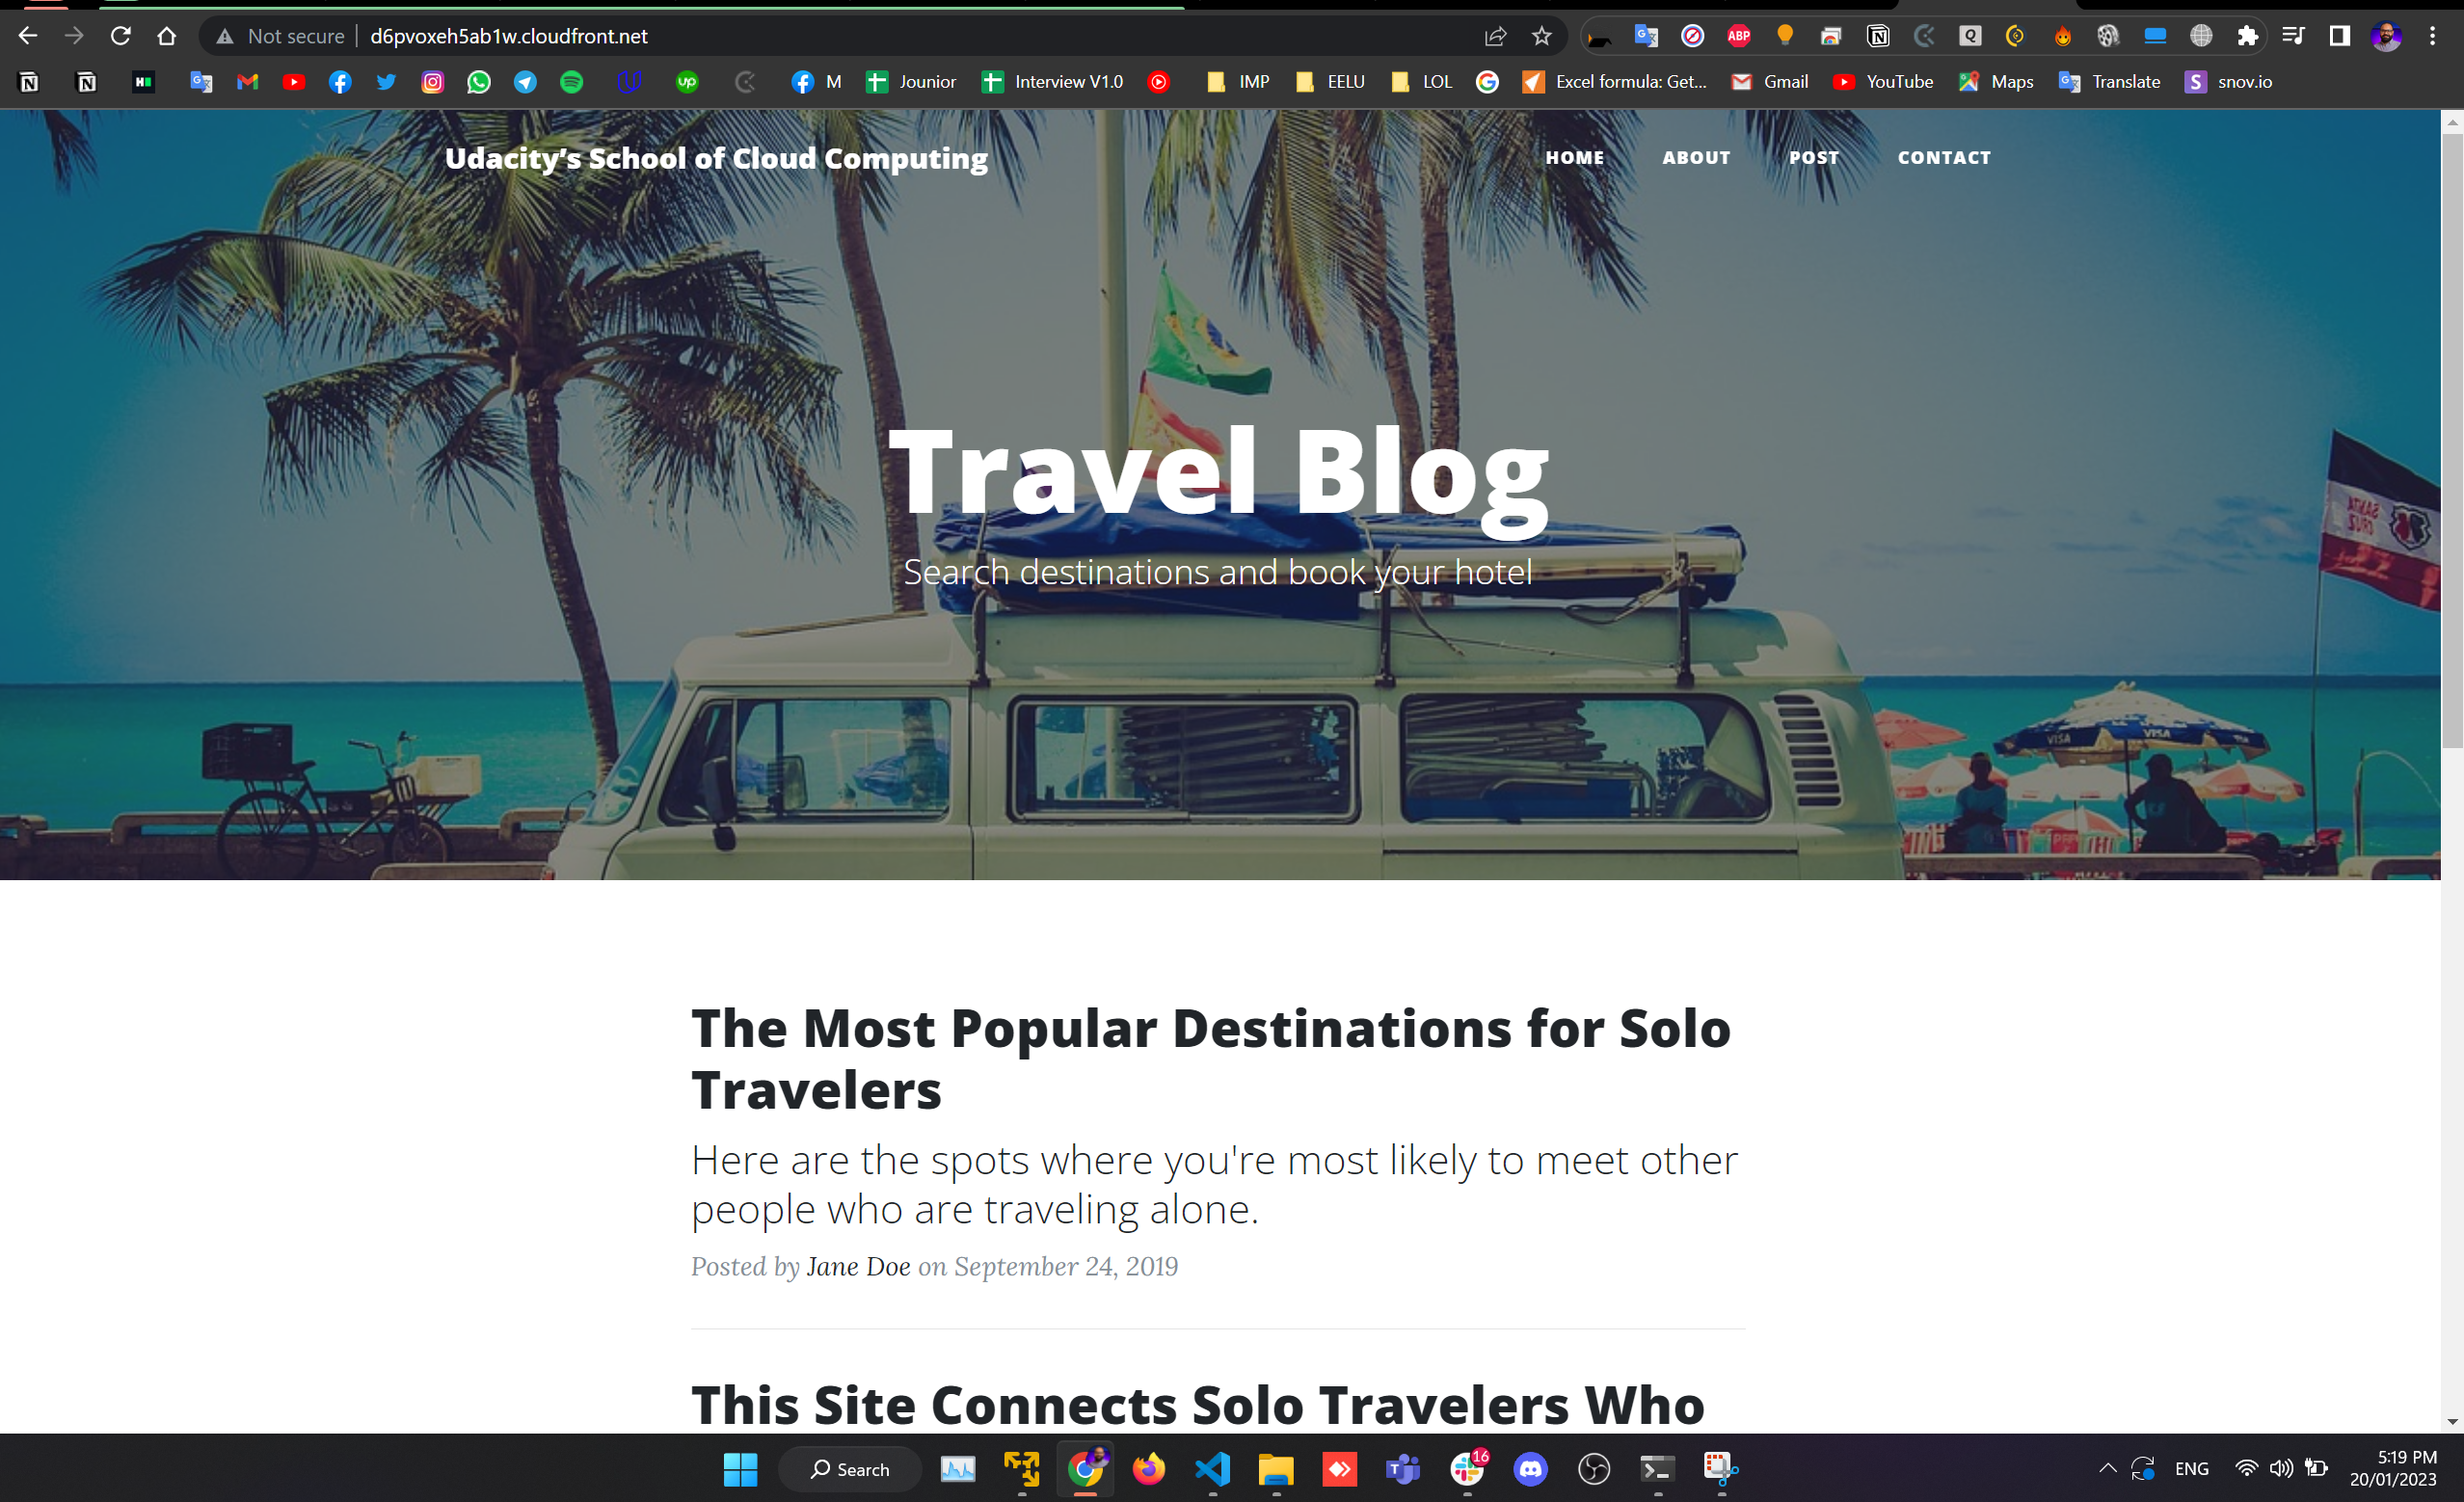 Not secure
d6pvoxeh5ab1w.cloudfront.net
ABP
Q
M
Jounior
Interview V1.0
IMP
EELU
LOL
Excel formula: Get...
Gmail
YouTube
Maps
Translate
S
snov.io
Udacity’s School of Cloud Computing
HOME
ABOUT
POST
CONTACT
Travel Blog
Search destinations and book your hotel
VISA
VISA
The Most Popular Destinations for Solo
Travelers
Here are the spots where you're most likely to meet other
people who are traveling alone.
Posted by Jane Doe on September 24, 2019
This Site Connects Solo Travelers Who
Search
16
ENG
5:19 PM
20/01/2023